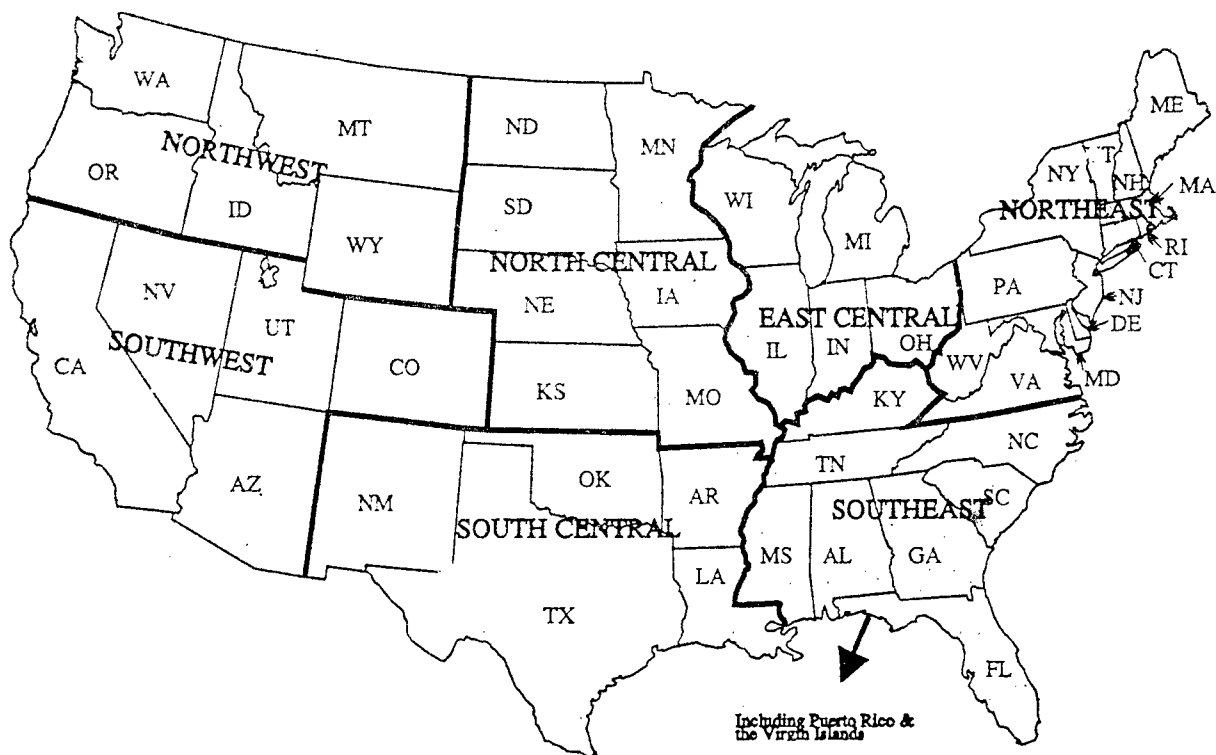 WA
MT
ND
MN
ME
NORTHWEST
OR
ID
WY
SD
WI
MI
NY
T
NH
MA
NORTHEAST
RI
CT
NORTH CENTRAL
NE
IA
PA
NJ
DE
NV
UT
SOUTHWEST
CA
CO
KS
MO
EAST CENTRAL
IL
IN
OH
WV
VA
MD
KY
NC
TN
AZ
NM
OK
AR
SOUTH CENTRAL
SOUTHEAST
SC
MS
AL
GA
LA
TX
FL
Including Puerto Rico &
the Virgin Islands